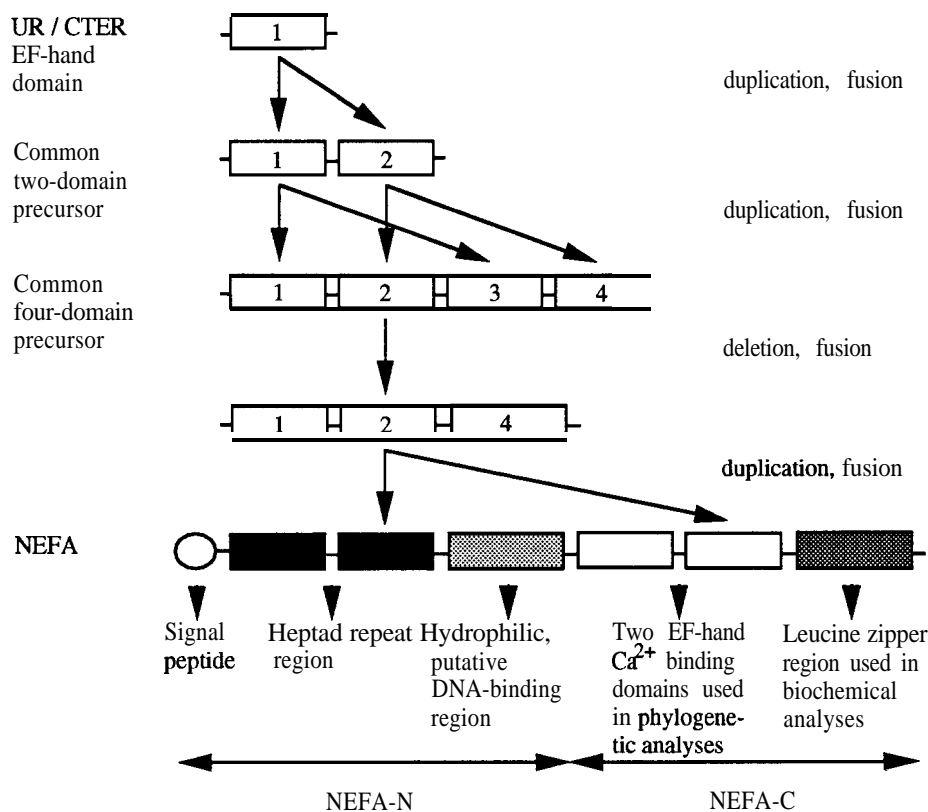 UR / CTER
EF-hand
domain
1
duplication, fusion
Common
two-domain
precursor
1 2
duplication, fusion
Common
four-domain
precursor
1 2 3 4
deletion, fusion
1 2 4
duplication, fusion
NEFA
Signal
peptide
Heptad repeat
region
Hydrophilic,
putative
DNA-binding
region
Two EF-hand
Ca2+ binding
domains used
in phylogene-
tic analyses
Leucine zipper
region used in
biochemical
analyses
NEFA-N
NEFA-C